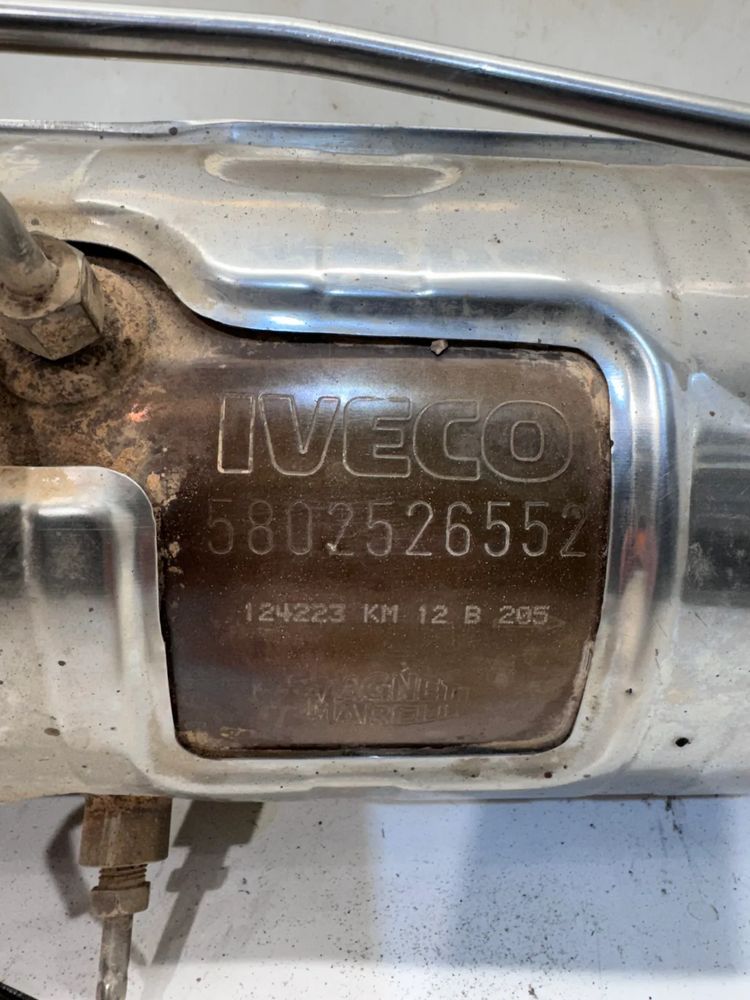 IVECO
5802526552
124223 KM 12 B 205
MAGNETI
MARELLI